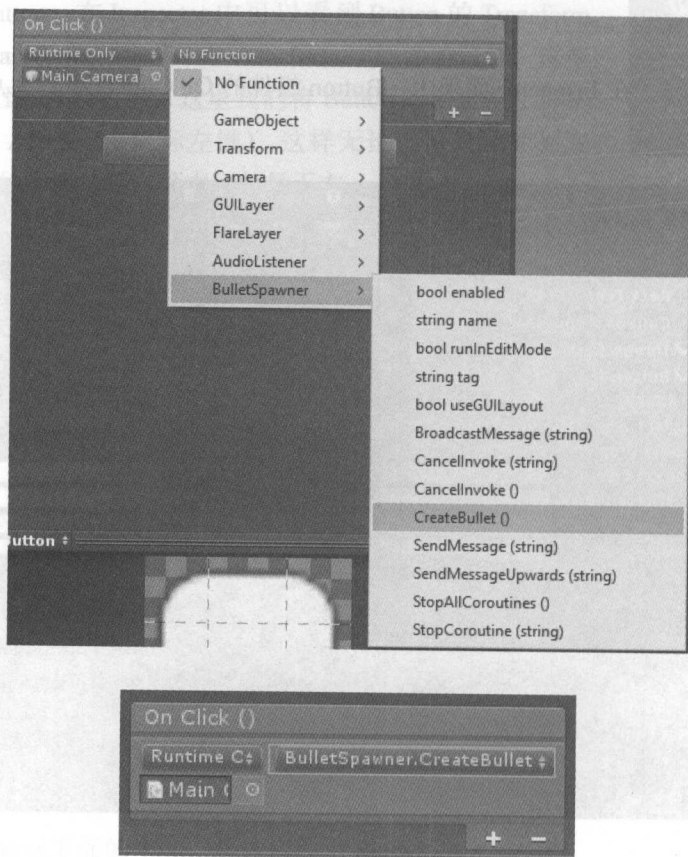 On Click ()
Runtime Only
No Function
Main Camera
No Function
GameObject
Transform
Camera
GUILayer
FlareLayer
AudioListener
BulletSpawner
bool enabled
string name
bool runInEditMode
string tag
bool useGUILayout
BroadcastMessage (string)
CancelInvoke (string)
CancelInvoke ()
CreateBullet ()
SendMessage (string)
SendMessageUpwards (string)
StopAllCoroutines ()
StopCoroutine (string)
utton
On Click ()
Runtime C
BulletSpawner.CreateBullet
Main (